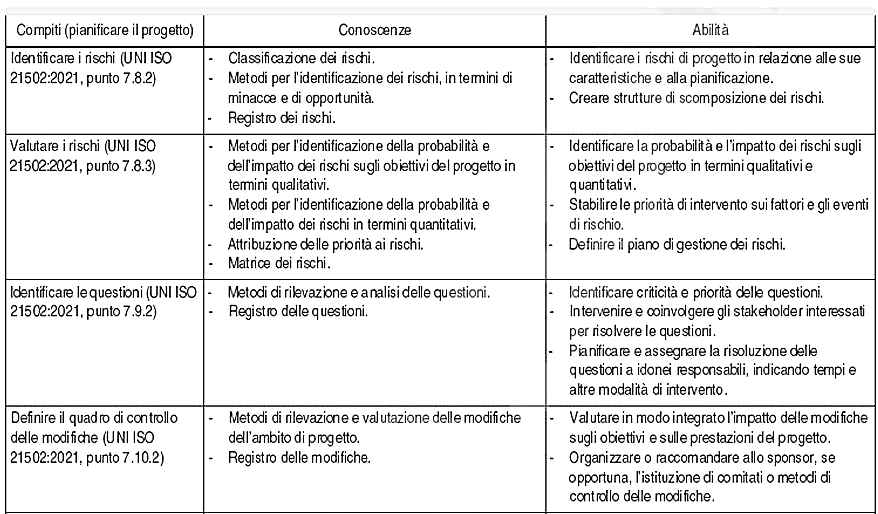 Compiti (pianificare il progetto)
Conoscenze
Abilità
Identificare i rischi (UNI ISO
21502:2021, punto 7.8.2)
- Classificazione dei rischi.
- Metodi per l'identificazione dei rischi, in termini di
minacce e di opportunità.
- Registro dei rischi.
- Identificare i rischi di progetto in relazione alle sue
caratteristiche e alla pianificazione.
- Creare strutture di scomposizione dei rischi.
Valutare i rischi (UNI ISO
21502:2021, punto 7.8.3)
- Metodi per l'identificazione della probabilità e
dell'impatto dei rischi sugli obiettivi del progetto in
termini qualitativi.
- Metodi per l'identificazione della probabilità e
dell'impatto dei rischi in termini quantitativi.
- Attribuzione delle priorità ai rischi.
- Matrice dei rischi.
- Identificare la probabilità e l'impatto dei rischi sugli
obiettivi del progetto in termini qualitativi e
quantitativi.
- Stabilire le priorità di intervento sui fattori e gli eventi
di rischio.
- Definire il piano di gestione dei rischi.
Identificare le questioni (UNI ISO
21502:2021, punto 7.9.2)
- Metodi di rilevazione e analisi delle questioni.
- Registro delle questioni.
- Identificare criticità e priorità delle questioni.
- Intervenire e coinvolgere gli stakeholder interessati
per risolvere le questioni.
- Pianificare e assegnare la risoluzione delle
questioni a idonei responsabili, indicando tempi e
altre modalità di intervento.
Definire il quadro di controllo
delle modifiche (UNI ISO
21502:2021, punto 7.10.2)
- Metodi di rilevazione e valutazione delle modifiche
dell'ambito di progetto.
- Registro delle modifiche.
- Valutare in modo integrato l'impatto delle modifiche
sugli obiettivi e sulle prestazioni del progetto.
- Organizzare o raccomandare allo sponsor, se
opportuna, l'istituzione di comitati o metodi di
controllo delle modifiche.